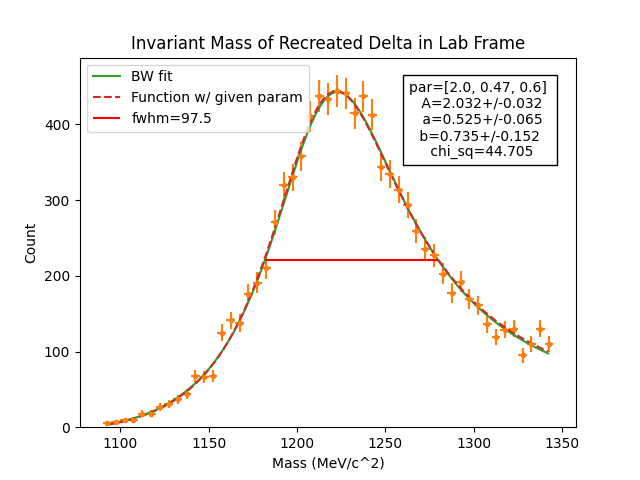 Invariant Mass of Recreated Delta in Lab Frame
BW fit
Function w/ given param
fwhm=97.5
par=[2.0, 0.47, 0.6]
A=2.032+/-0.032
a=0.525+/-0.065
b=0.735+/-0.152
chi_sq=44.705
Count
400
300
200
100
0
1100 1150 1200 1250 1300 1350
Mass (MeV/c^2)